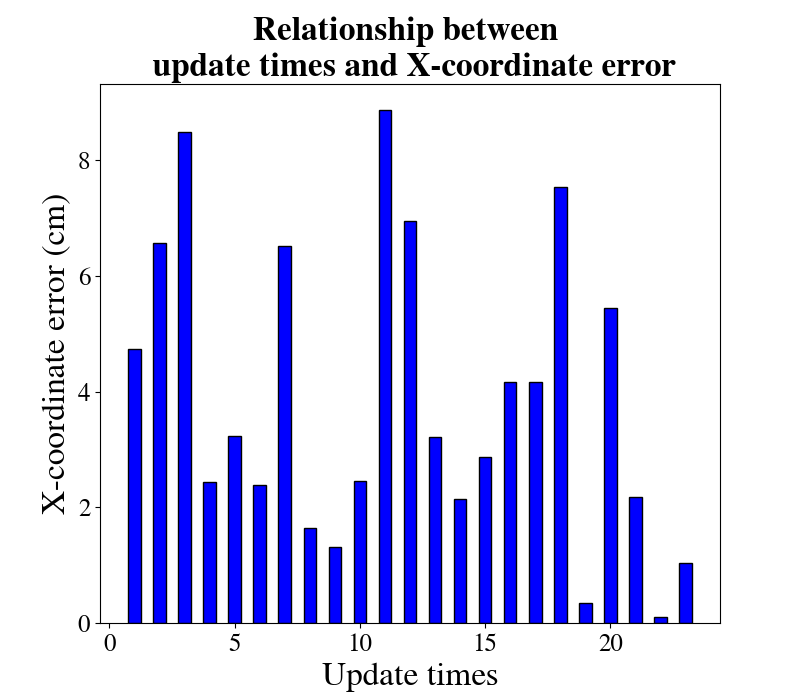 Relationship between
update times and X-coordinate error
X-coordinate error (cm)
8
6
4
2
0
0 5 10 15 20
Update times